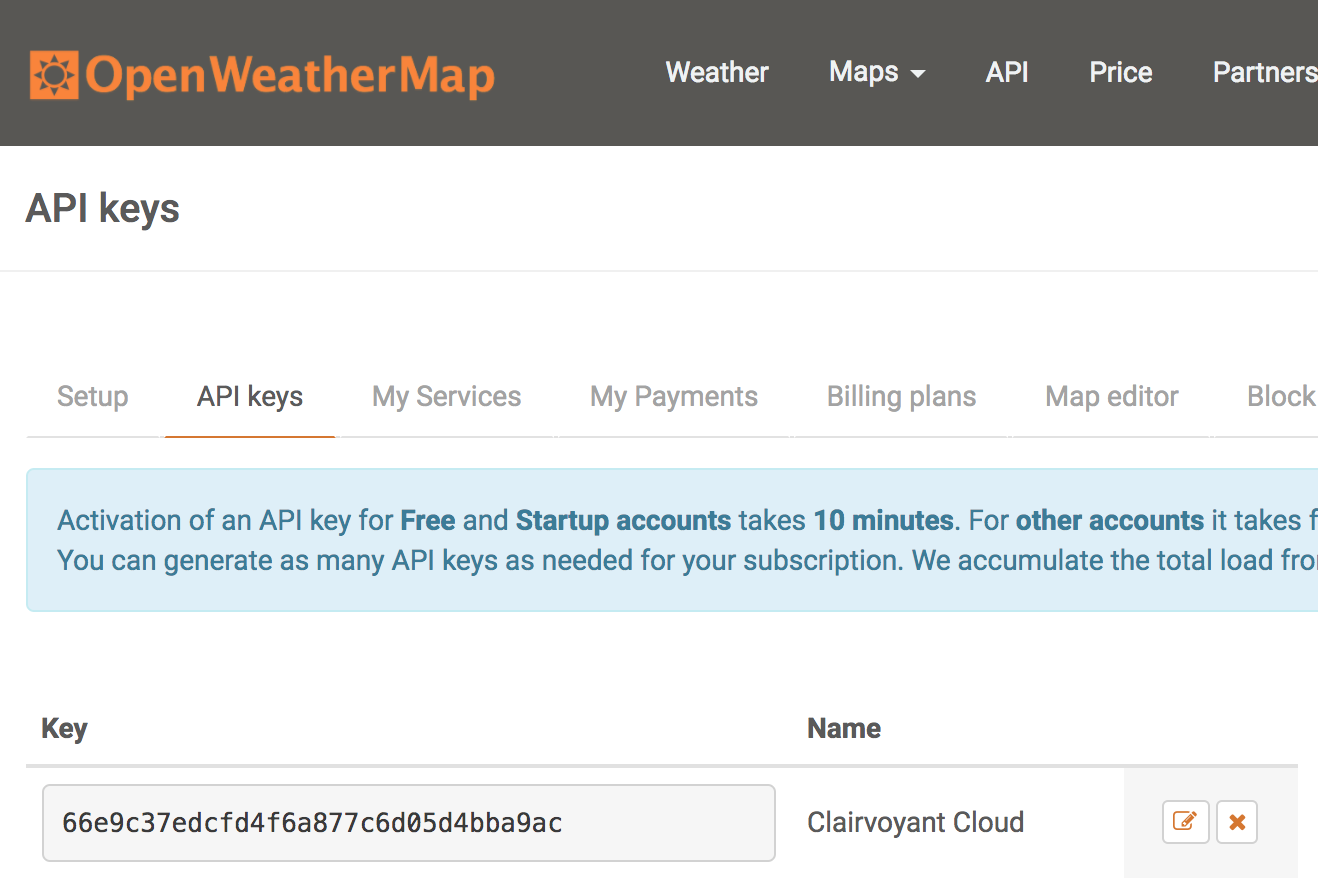 OpenWeatherMap Weather Maps API Price Partners
API keys
Setup API keys My Services My Payments Billing plans Map editor Block
Activation of an API key for Free and Startup accounts takes 10 minutes. For other accounts it takes f
You can generate as many API keys as needed for your subscription. We accumulate the total load fro
Key Name
66e9c37edcfd4f6a877c6d05d4bba9ac Clairvoyant Cloud